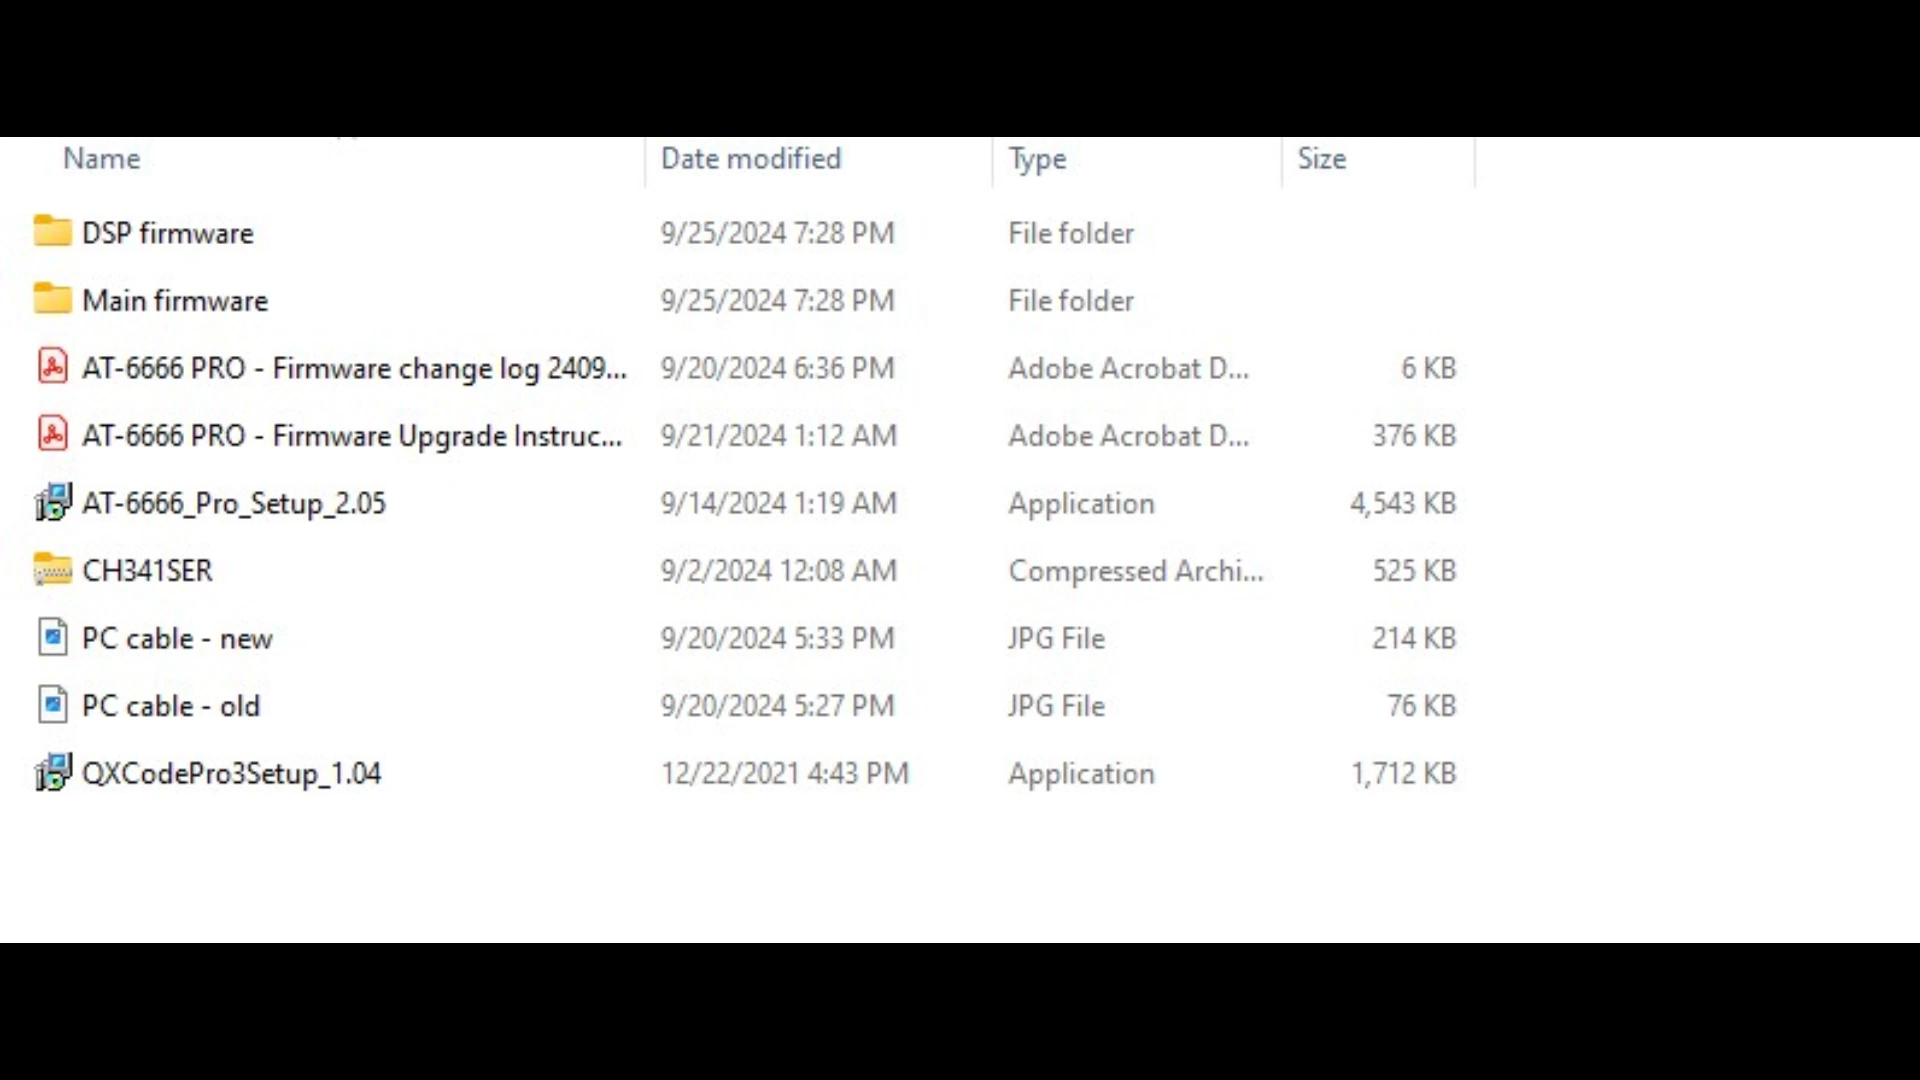 Name Date modified Type Size
DSP firmware 9/25/2024 7:28 PM File folder
Main firmware 9/25/2024 7:28 PM File folder
AT-6666 PRO - Firmware change log 2409... 9/20/2024 6:36 PM Adobe Acrobat D... 6 KB
AT-6666 PRO - Firmware Upgrade Instruc... 9/21/2024 1:12 AM Adobe Acrobat D... 376 KB
AT-6666_Pro_Setup_2.05 9/14/2024 1:19 AM Application 4,543 KB
CH341SER 9/2/2024 12:08 AM Compressed Archi... 525 KB
PC cable - new 9/20/2024 5:33 PM JPG File 214 KB
PC cable - old 9/20/2024 5:27 PM JPG File 76 KB
QXCodePro3Setup_1.04 12/22/2021 4:43 PM Application 1,712 KB